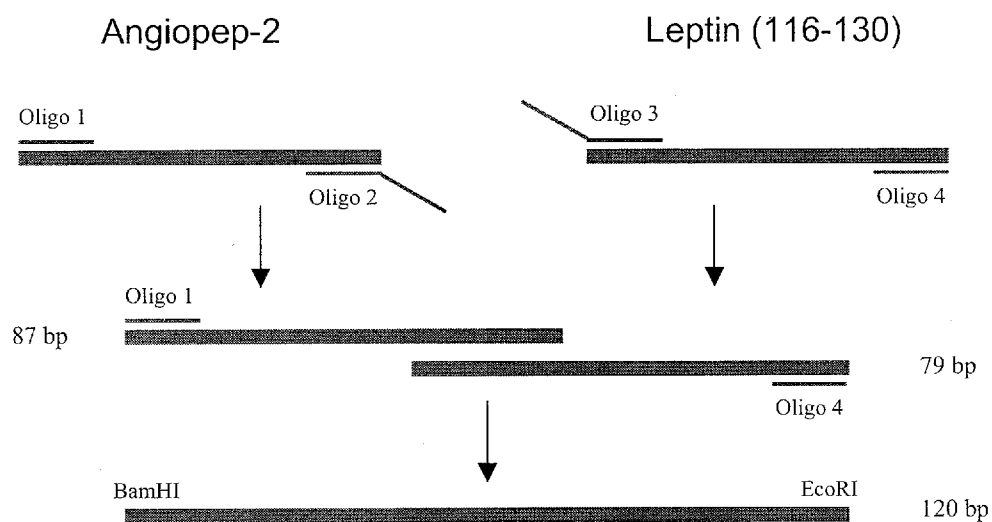 Angiopep-2
Leptin (116-130)
Oligo 1
Oligo 3
Oligo 2
Oligo 4
Oligo 1
87 bp
79 bp
Oligo 4
BamHI
EcoRI
120 bp